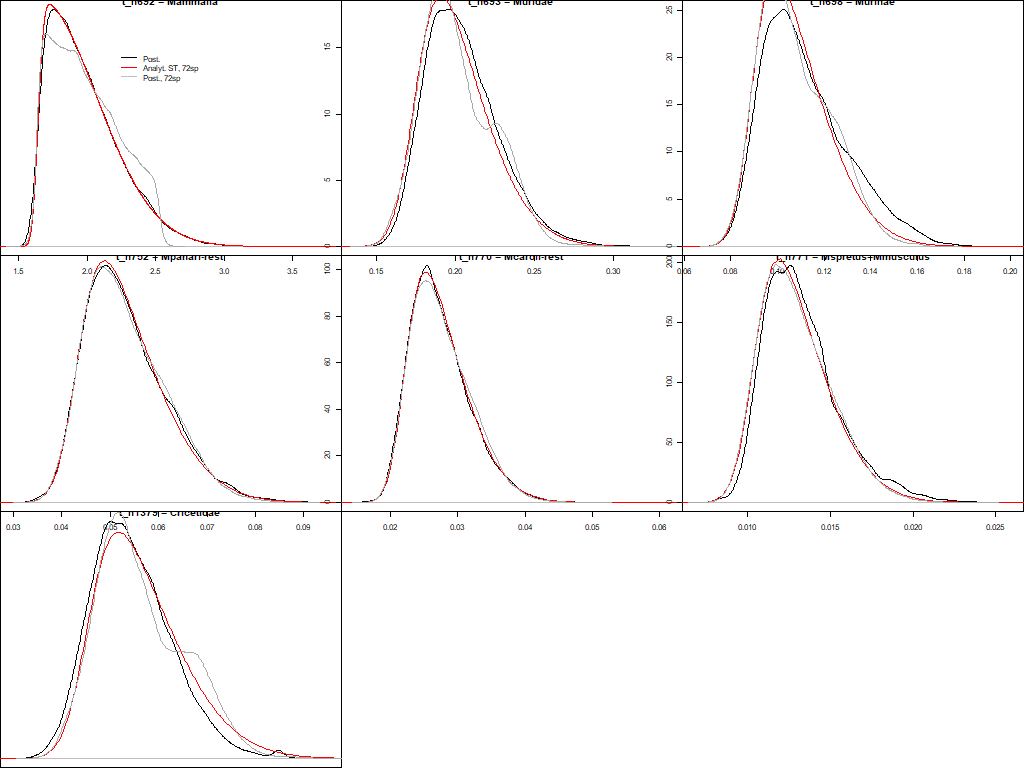 t_n692 – Mammalia
t_n693 – Muridae
t_n698 – Murinae
Post.
Analyt. ST, 72sp
Post., 72sp
15
10
5
0
25
20
15
10
5
0
1.5 2.0 2.5 3.0 3.5
0.15 0.20 0.25 0.30
0.06 0.08 0.10 0.12 0.14 0.16 0.18 0.20
t_n752 – Mpahari-rest
t_n770 – Mcaroli-rest
t_n771 – Mspretus+Mmusculus
100
80
60
40
20
0
200
150
100
50
0
0.03 0.04 0.05 0.06 0.07 0.08 0.09
0.02 0.03 0.04 0.05 0.06
0.010 0.015 0.020 0.025
t_n1379 – Cricetidae